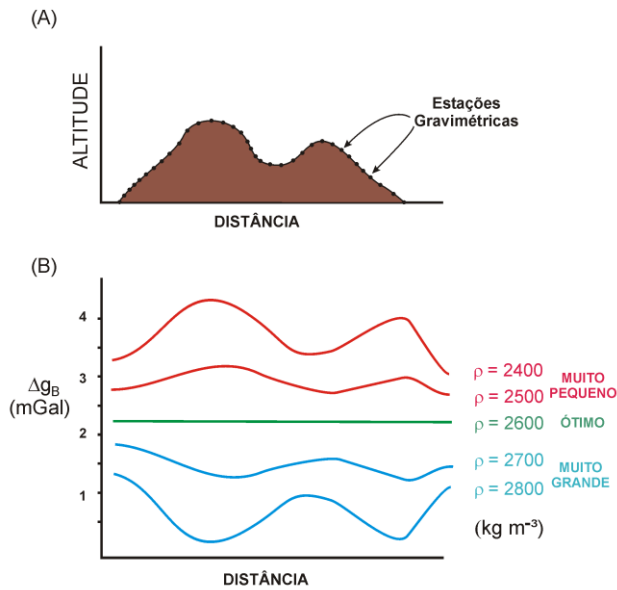 (A)
ALTITUDE
Estações
Gravimétricas
DISTÂNCIA
(B)
4
3
2
1
ΔgB
(mGal)
ρ = 2400
ρ = 2500
MUITO
PEQUENO
ρ = 2600 ÓTIMO
ρ = 2700
ρ = 2800
MUITO
GRANDE
(kg m⁻³)
DISTÂNCIA